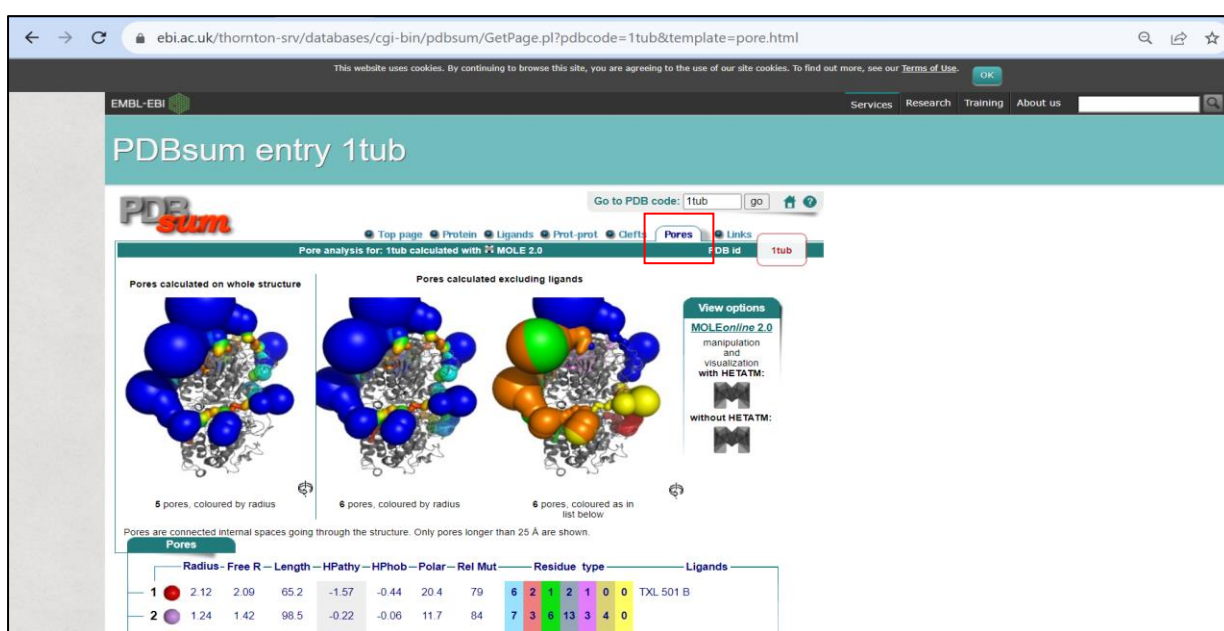 ebi.ac.uk/thornton-srv/databases/cgi-bin/pdbsum/GetPage.pl?pdbcode=1tub&template=pore.html
This website uses cookies. By continuing to browse this site, you are agreeing to the use of our site cookies. To find out more, see our Terms of Use.
OK
EMBL-EBI
Services Research Training About us
PDBsum entry 1tub
PDBsum
Go to PDB code: 1tub go
Top page Protein Ligands Prot-prot Clefts Pores Links
Pore analysis for: 1tub calculated with MOLE 2.0
PDB id
1tub
Pores calculated on whole structure
Pores calculated excluding ligands
View options
MOLEonline 2.0
manipulation
and
visualization
with HETATM:
without HETATM:
5 pores, coloured by radius
6 pores, coloured by radius
6 pores, coloured as in
list below
Pores are connected internal spaces going through the structure. Only pores longer than 25 Å are shown.
Pores
Radius Free R Length HPathy HPhob Polar Rel Mut Residue type Ligands
1 2.12 2.09 65.2 -1.57 -0.44 20.4 79 6 2 1 2 1 0 0 TXL 501 B
2 1.24 1.42 98.5 -0.22 -0.06 11.7 84 7 3 6 13 3 4 0